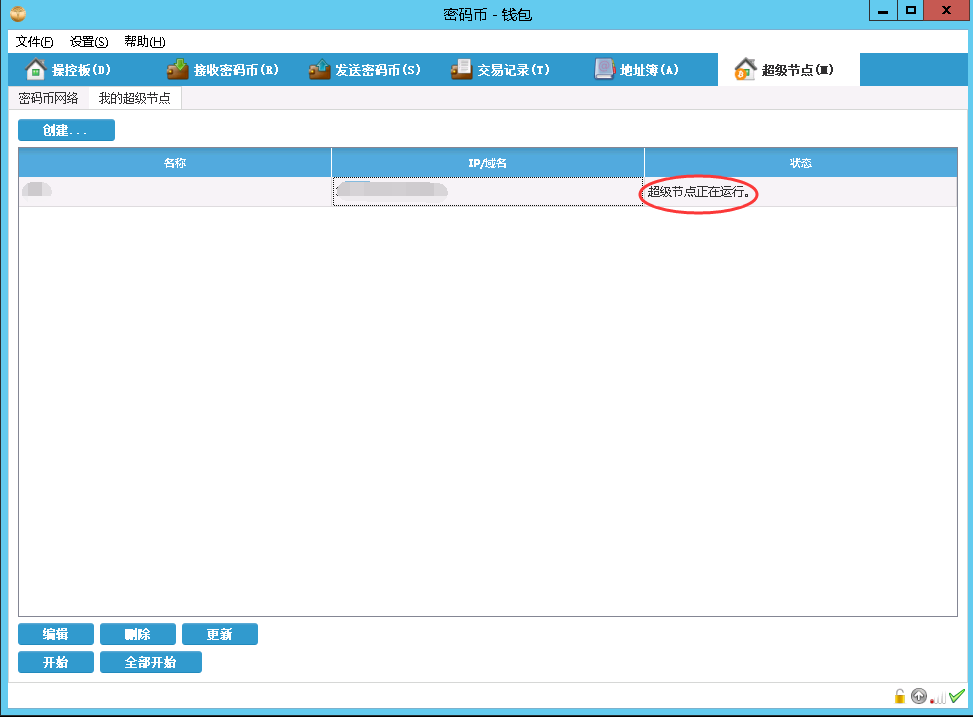 密码币 - 钱包
文件(F) 设置(S) 帮助(H)
操控板(D) 接收密码币(R) 发送密码币(S) 交易记录(T) 地址簿(A) 超级节点(M)
密码币网络 我的超级节点
创建...
名称 IP/域名 状态
超级节点正在运行。
编辑 删除 更新
开始 全部开始